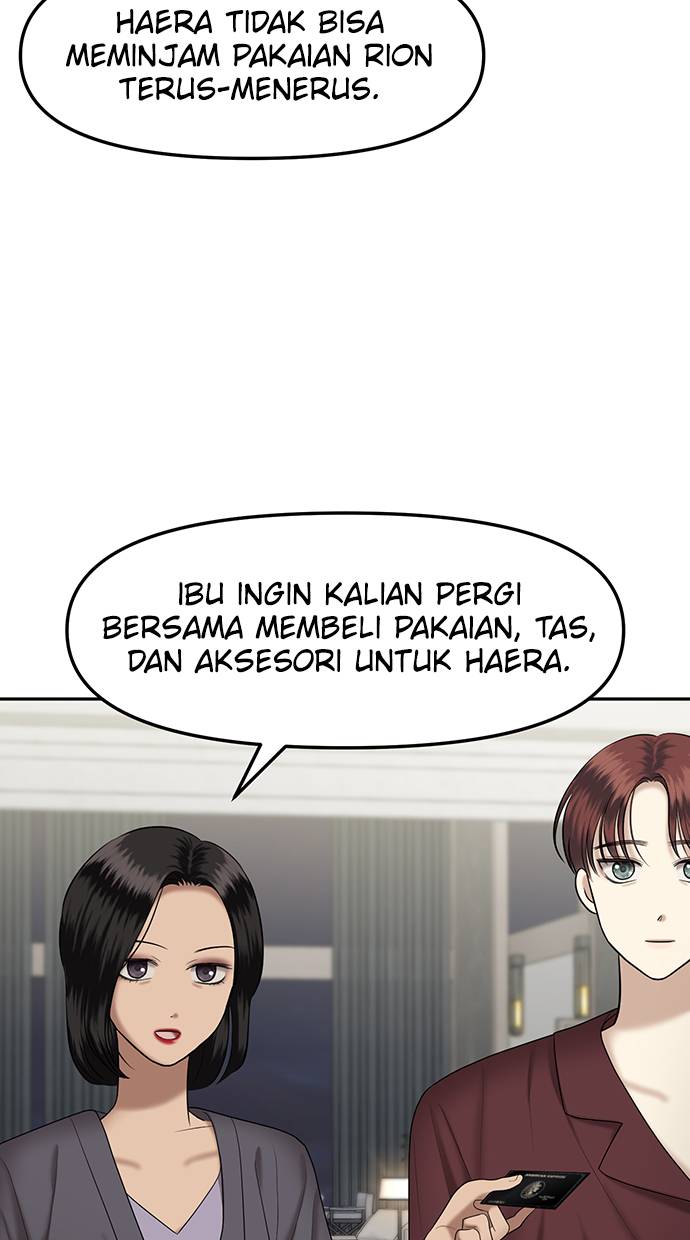 HAERA TIDAK BISA
MEMINJAM PAKAIAN RION
TERUS-MENERUS.
IBU INGIN KALIAN PERGI
BERSAMA MEMBELI PAKAIAN, TAS,
DAN AKSESORI UNTUK HAERA.